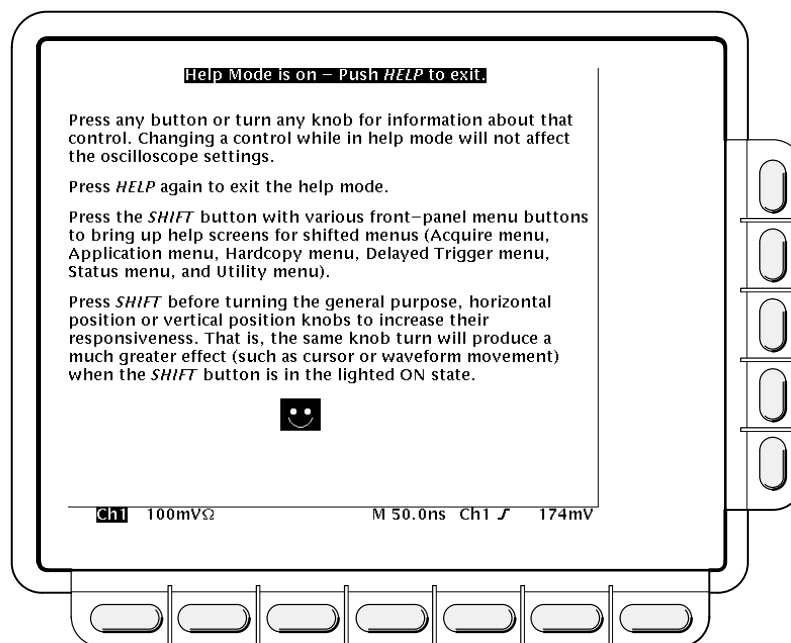 Help Mode is on – Push HELP to exit.
Press any button or turn any knob for information about that
control. Changing a control while in help mode will not affect
the oscilloscope settings.
Press HELP again to exit the help mode.
Press the SHIFT button with various front–panel menu buttons
to bring up help screens for shifted menus (Acquire menu,
Application menu, Hardcopy menu, Delayed Trigger menu,
Status menu, and Utility menu).
Press SHIFT before turning the general purpose, horizontal
position or vertical position knobs to increase their
responsiveness. That is, the same knob turn will produce a
much greater effect (such as cursor or waveform movement)
when the SHIFT button is in the lighted ON state.
Ch1 100mVΩ M 50.0ns Ch1 174mV